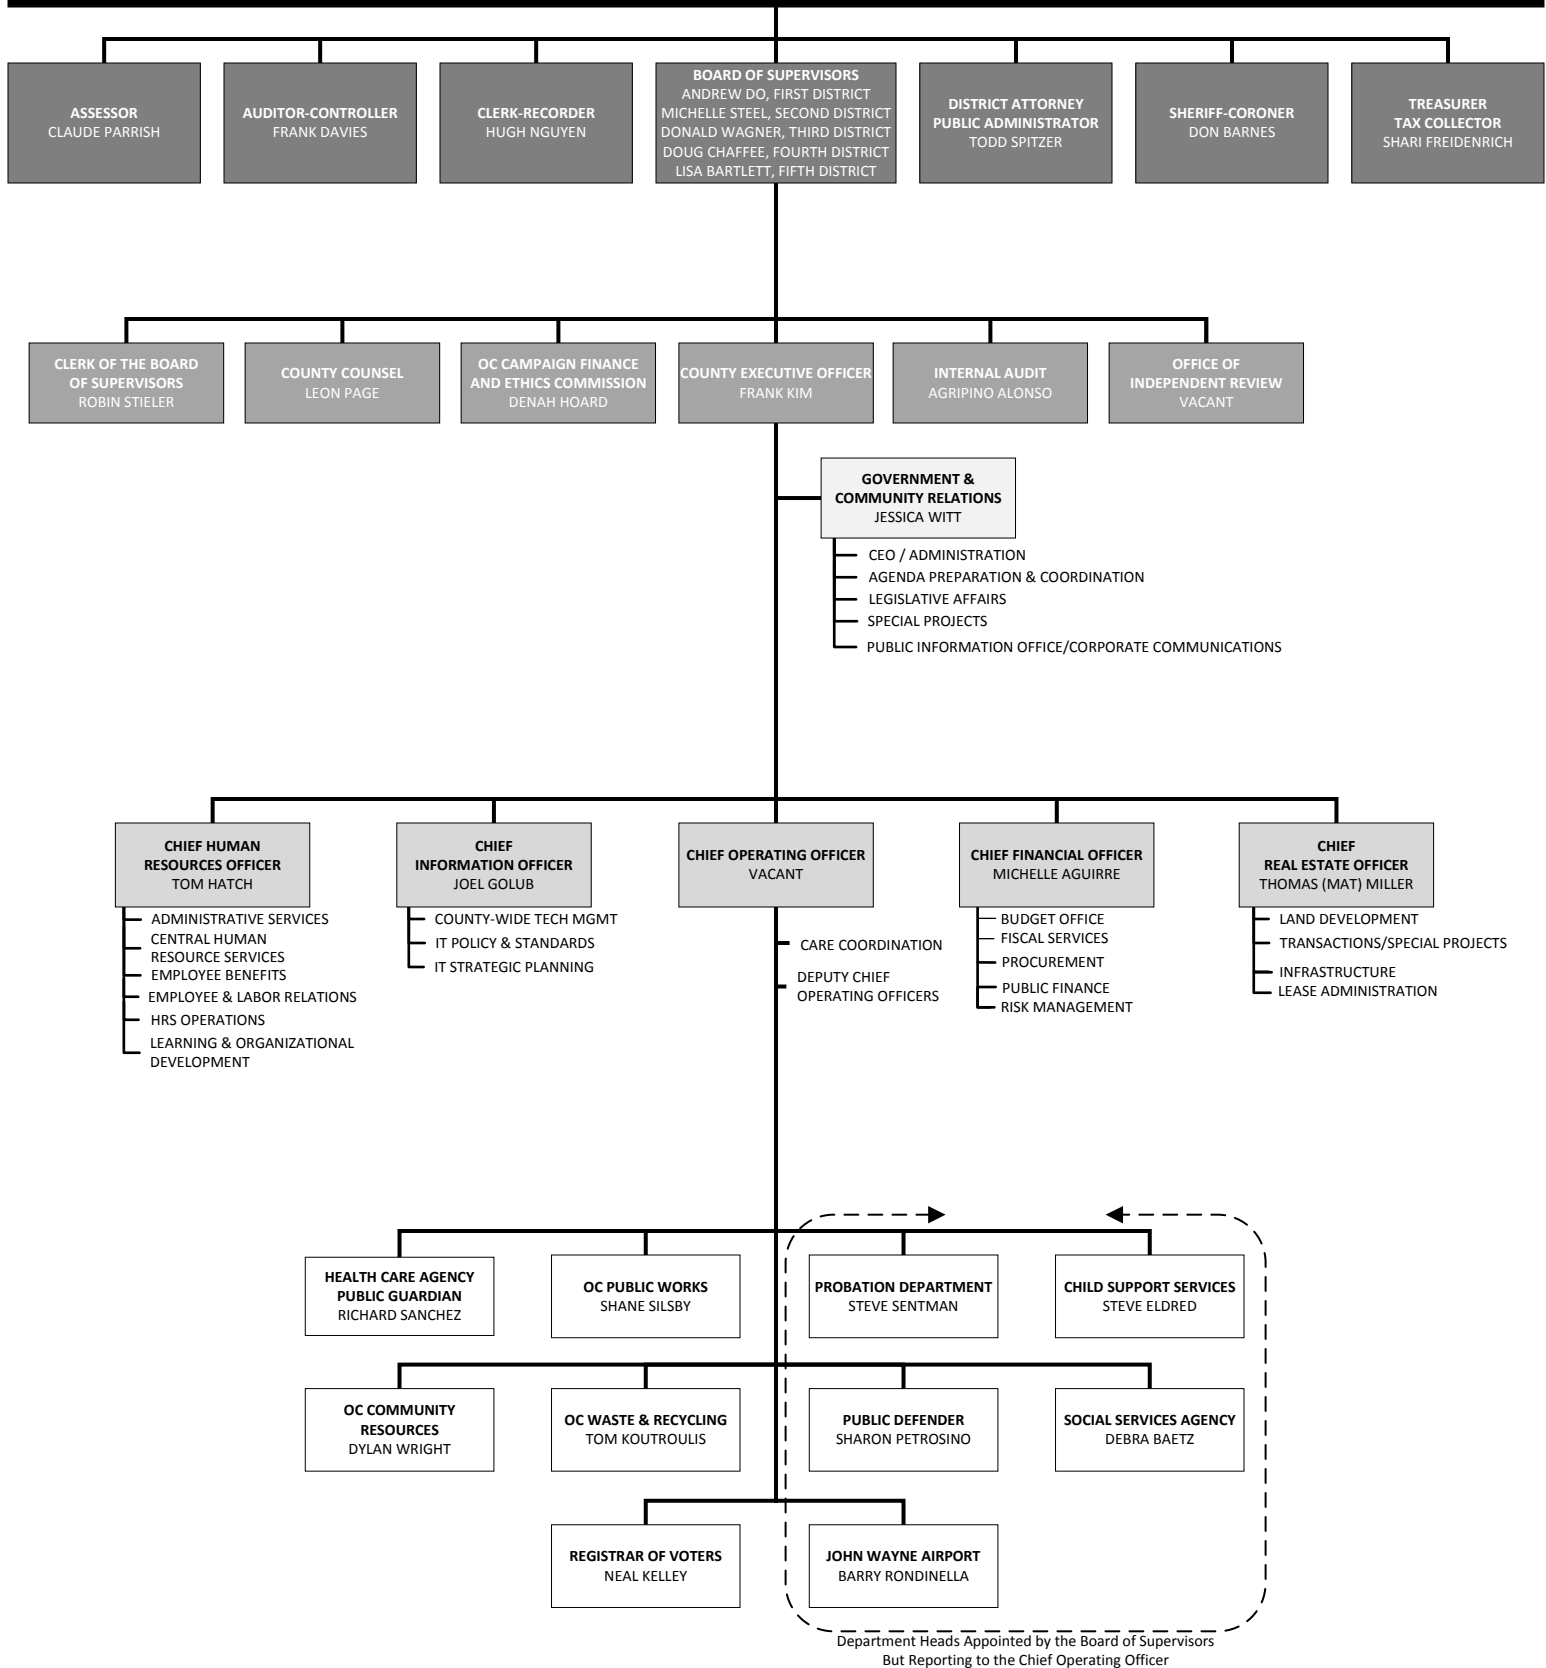 ASSESSOR
CLAUDE PARRISH
AUDITOR-CONTROLLER
FRANK DAVIES
CLERK-RECORDER
HUGH NGUYEN
BOARD OF SUPERVISORS
ANDREW DO, FIRST DISTRICT
MICHELLE STEEL, SECOND DISTRICT
DONALD WAGNER, THIRD DISTRICT
DOUG CHAFFEE, FOURTH DISTRICT
LISA BARTLETT, FIFTH DISTRICT
DISTRICT ATTORNEY
PUBLIC ADMINISTRATOR
TODD SPITZER
SHERIFF-CORONER
DON BARNES
TREASURER
TAX COLLECTOR
SHARI FREIDENRICH
CLERK OF THE BOARD
OF SUPERVISORS
ROBIN STIELER
COUNTY COUNSEL
LEON PAGE
OC CAMPAIGN FINANCE
AND ETHICS COMMISSION
DENAH HOARD
COUNTY EXECUTIVE OFFICER
FRANK KIM
INTERNAL AUDIT
AGRIPINO ALONSO
OFFICE OF
INDEPENDENT REVIEW
VACANT
GOVERNMENT &
COMMUNITY RELATIONS
JESSICA WITT
CEO / ADMINISTRATION
AGENDA PREPARATION & COORDINATION
LEGISLATIVE AFFAIRS
SPECIAL PROJECTS
PUBLIC INFORMATION OFFICE/CORPORATE COMMUNICATIONS
CHIEF HUMAN
RESOURCES OFFICER
TOM HATCH
ADMINISTRATIVE SERVICES
CENTRAL HUMAN
RESOURCE SERVICES
EMPLOYEE BENEFITS
EMPLOYEE & LABOR RELATIONS
HRS OPERATIONS
LEARNING & ORGANIZATIONAL
DEVELOPMENT
CHIEF
INFORMATION OFFICER
JOEL GOLUB
COUNTY-WIDE TECH MGMT
IT POLICY & STANDARDS
IT STRATEGIC PLANNING
CHIEF OPERATING OFFICER
VACANT
CARE COORDINATION
DEPUTY CHIEF
OPERATING OFFICERS
CHIEF FINANCIAL OFFICER
MICHELLE AGUIRRE
BUDGET OFFICE
FISCAL SERVICES
PROCUREMENT
PUBLIC FINANCE
RISK MANAGEMENT
CHIEF
REAL ESTATE OFFICER
THOMAS (MAT) MILLER
LAND DEVELOPMENT
TRANSACTIONS/SPECIAL PROJECTS
INFRASTRUCTURE
LEASE ADMINISTRATION
HEALTH CARE AGENCY
PUBLIC GUARDIAN
RICHARD SANCHEZ
OC PUBLIC WORKS
SHANE SILSBY
PROBATION DEPARTMENT
STEVE SENTMAN
CHILD SUPPORT SERVICES
STEVE ELDRED
OC COMMUNITY
RESOURCES
DYLAN WRIGHT
OC WASTE & RECYCLING
TOM KOUTROULIS
PUBLIC DEFENDER
SHARON PETROSINO
SOCIAL SERVICES AGENCY
DEBRA BAETZ
REGISTRAR OF VOTERS
NEAL KELLEY
JOHN WAYNE AIRPORT
BARRY RONDINELLA
Department Heads Appointed by the Board of Supervisors
But Reporting to the Chief Operating Officer